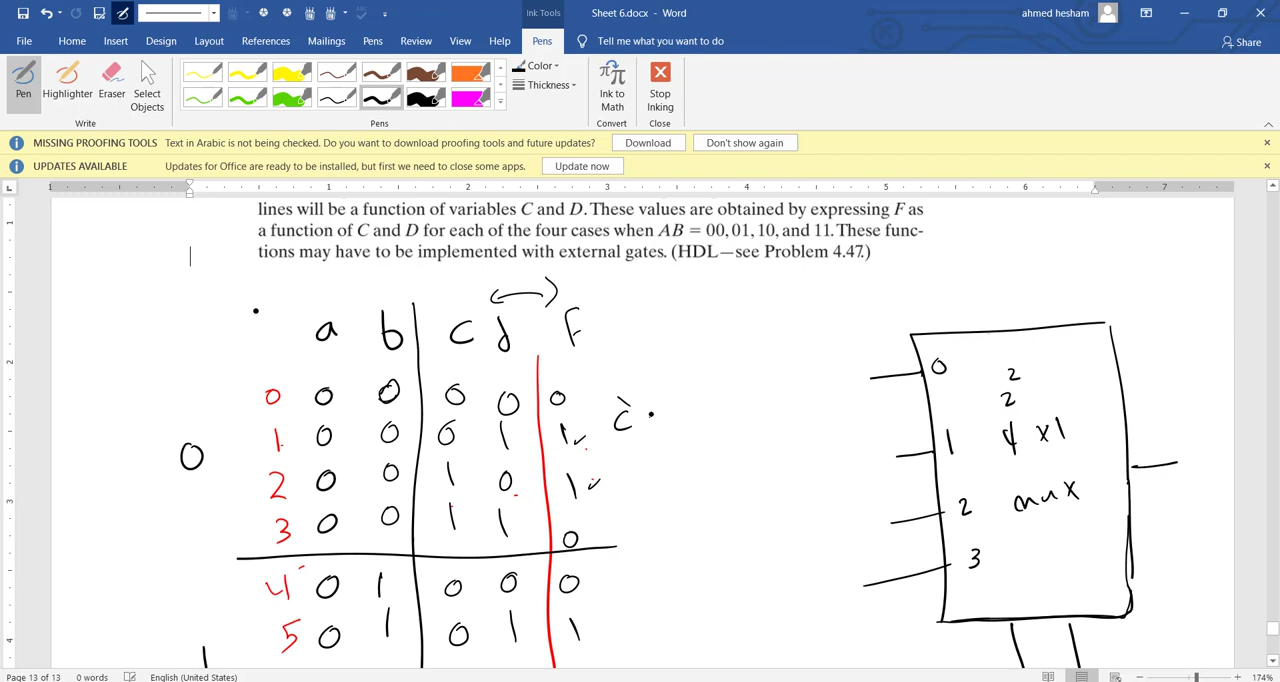 Ink Tools
Sheet 6.docx - Word
ahmed hesham
File Home Insert Design Layout References Mailings Pens Review View Help Pens Tell me what you want to do
Share
Pen Highlighter Eraser Select Objects
Color
Thickness
Ink to Math
Stop Inking
Write Pens Convert Close
MISSING PROOFING TOOLS Text in Arabic is not being checked. Do you want to download proofing tools and future updates? Download Don't show again
UPDATES AVAILABLE Updates for Office are ready to be installed, but first we need to close some apps. Update now
1 1 2 3 4 5 6 7
lines will be a function of variables C and D. These values are obtained by expressing F as
a function of C and D for each of the four cases when AB = 00, 01, 10, and 11. These func-
tions may have to be implemented with external gates. (HDL—see Problem 4.47.)
a b c d F
0 0 0 0 0 0
1 0 0 0 1 1
2 0 0 1 0 1
3 0 0 1 1 0
4 0 1 0 0 0
5 0 1 0 1 1
0
1
0
1
2
3
2
2
4 x 1
mux
Page 13 of 13 0 words English (United States)
174%